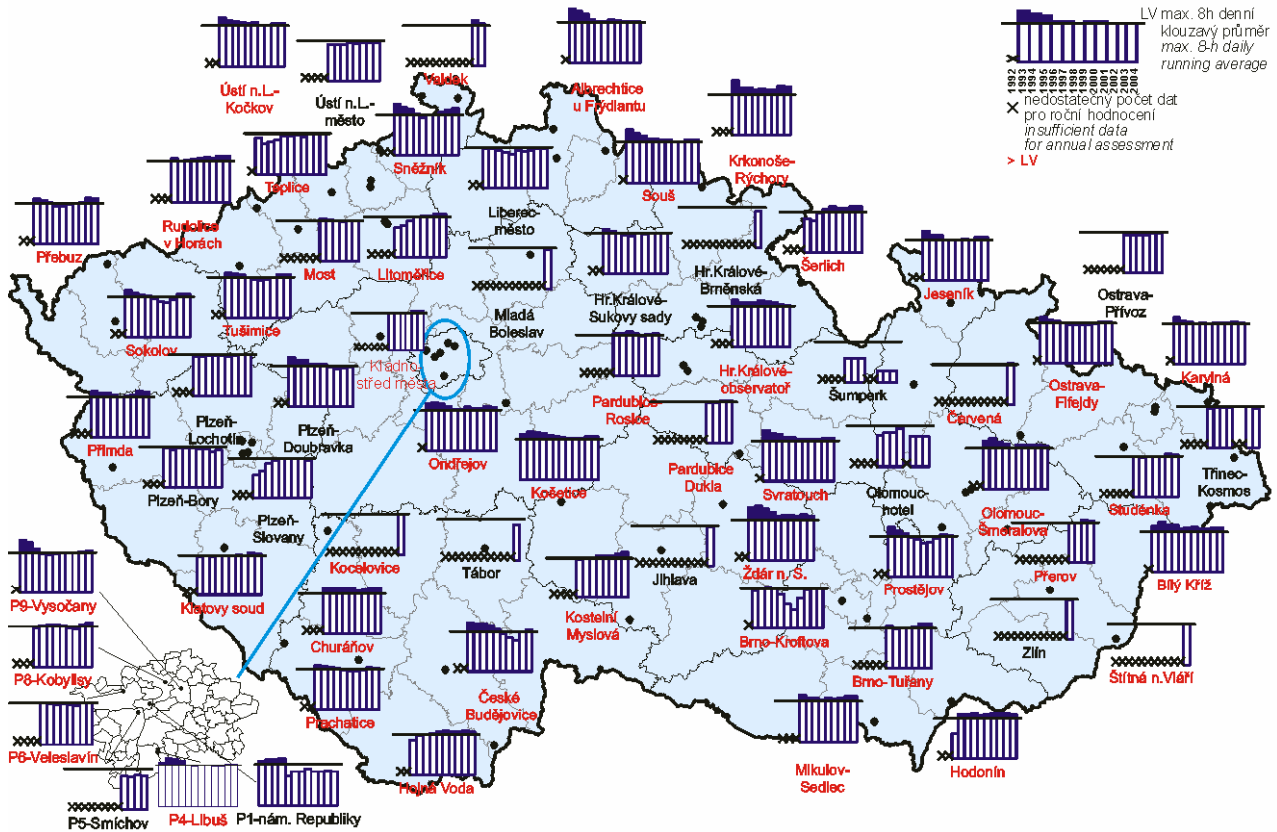 LV max. 8h denní
klouzavý průměr
max. 8-h daily
running average
1992
1993
1994
1995
1996
1997
1998
1999
2000
2001
2002
2003
2004
× nedostatečný počet dat
pro roční hodnocení
insufficient data
for annual assessment
> LV
Ústí n.L.-
Kočkov
Ústí n.L.-
město
Valdek
Albrechtice
u Frýdlantu
Krkonoše-
Rýchory
Sněžník
Teplice
Souš
Rudolice
v Horách
Liberec-
město
Přebuz
Most
Litoměřice
Šerlich
Hr.Králové-
Brněnská
Jeseník
Ostrava-
Přívoz
Mladá
Boleslav
Hr.Králové-
Sukovy sady
Sokolov
Tušimice
Kladno-
střed města
Pardubice
Rosice
Hr.Králové-
observatoř
Šumperk
Červená
Ostrava-
Fifejdy
Karviná
Přimda
Plzeň-
Lochotín
Plzeň-
Doubravka
Ondřejov
Košetice
Pardubice
Dukla
Svratouch
Olomouc-
hotel
Olomouc-
Šmeralova
Studénka
Třinec-
Kosmos
Plzeň-Bory
Plzeň-
Slovany
Kocelovice
Tábor
Jihlava
Žďár n. S.
Prostějov
Přerov
Bílý Kříž
P9-Vysočany
Kletovy soud
Churáňov
Kostelní
Myslová
Brno-Kroftova
Brno-Tuřany
Zlín
Štítná n.Vláří
P8-Kobylisy
P6-Veleslavín
Prachatice
České
Budějovice
Hojná Voda
Mikulov-
Sedlec
Hodonín
P5-Smíchov
P4-Libuš
P1-nám. Republiky